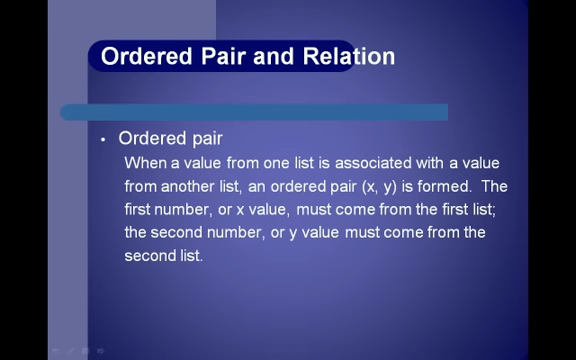 Ordered Pair and Relation
• Ordered pair
When a value from one list is associated with a value
from another list, an ordered pair (x, y) is formed. The
first number, or x value, must come from the first list;
the second number, or y value must come from the
second list.